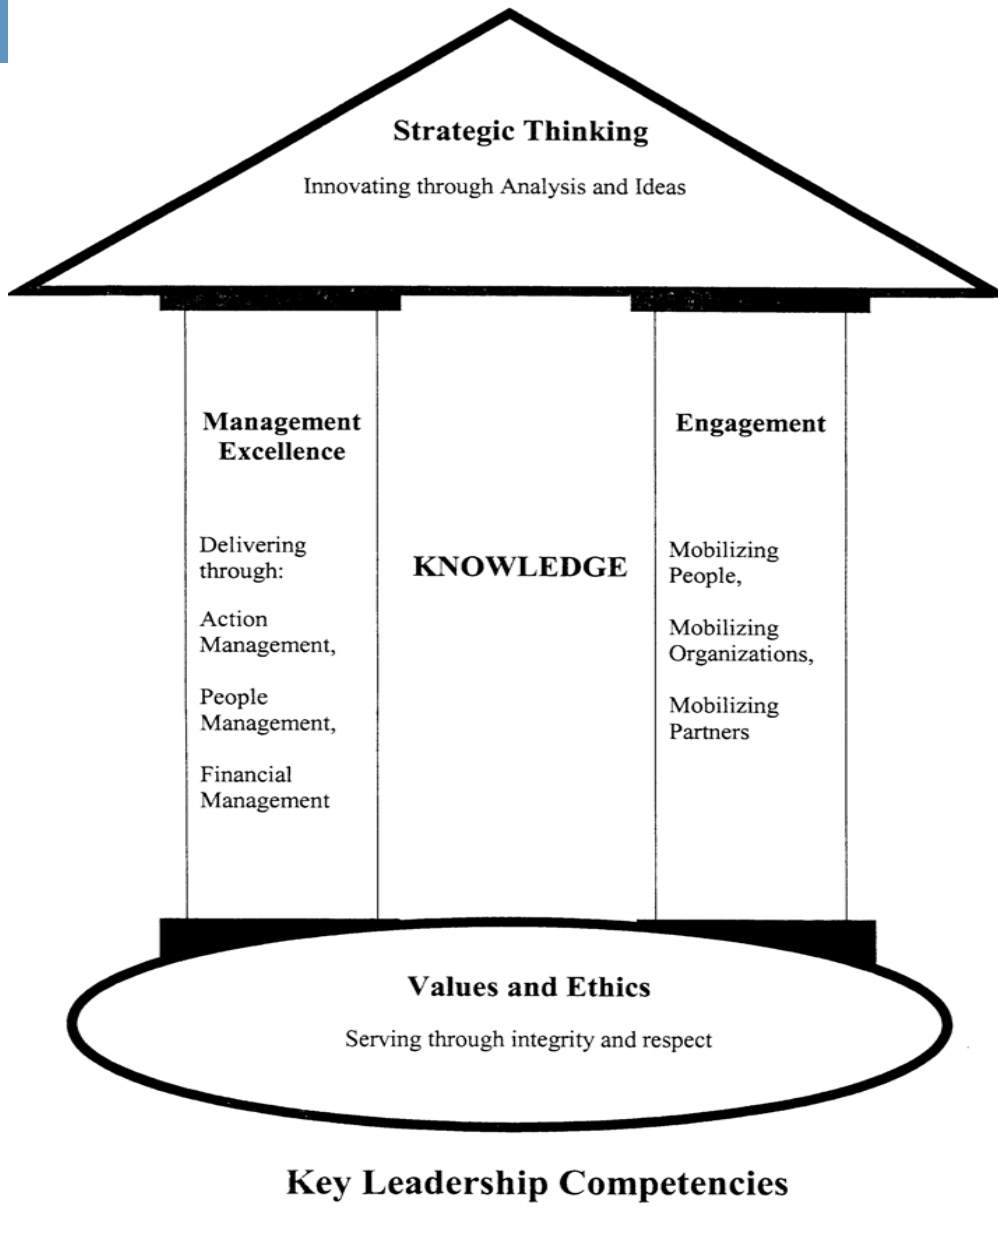 Strategic Thinking
Innovating through Analysis and Ideas
Management
Excellence
Delivering
through:
Action
Management,
People
Management,
Financial
Management
KNOWLEDGE
Engagement
Mobilizing
People,
Mobilizing
Organizations,
Mobilizing
Partners
Values and Ethics
Serving through integrity and respect
Key Leadership Competencies